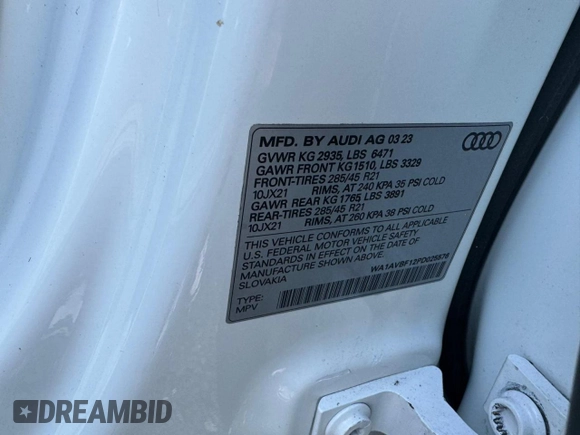 MFD. BY AUDI AG 03 23
GVWR KG 2935, LBS 6471
GAWR FRONT KG 1510, LBS 3329
FRONT-TIRES 285/45 R21
10JX21 RIMS, AT 240 KPA 35 PSI COLD
GAWR REAR KG 1765 LBS 3891
REAR-TIRES 285/45 R21
10JX21 RIMS, AT 260 KPA 38 PSI COLD
THIS VEHICLE CONFORMS TO ALL APPLICABLE
U.S. FEDERAL MOTOR VEHICLE SAFETY
STANDARDS IN EFFECT ON THE DATE OF
MANUFACTURE SHOWN ABOVE.
SLOVAKIA
TYPE:
MPV
DREAMBID